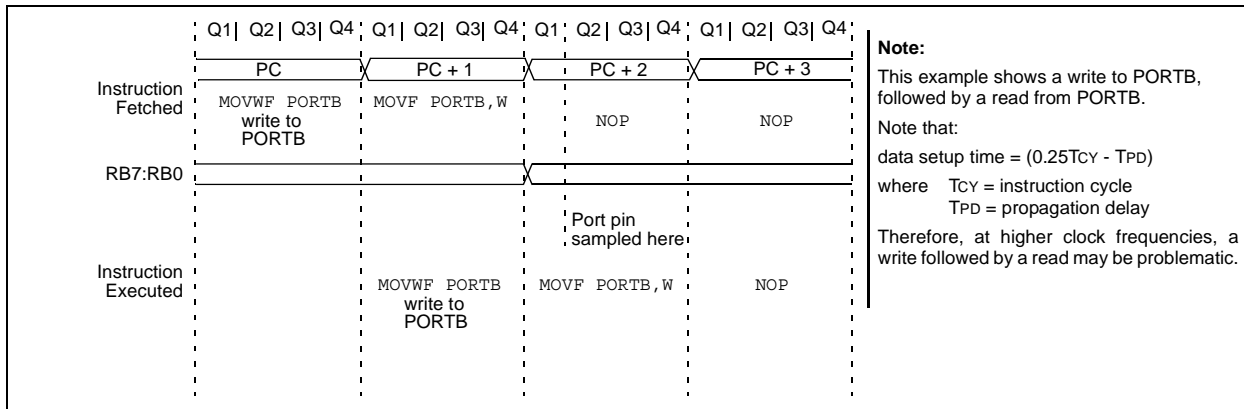 Q1| Q2| Q3| Q4 Q1| Q2| Q3| Q4 Q1 Q2| Q3| Q4 Q1| Q2| Q3| Q4
PC PC + 1 PC + 2 PC + 3
Instruction
Fetched
MOVWF PORTB
write to
PORTB
MOVF PORTB,W
NOP
NOP
RB7:RB0
Port pin
sampled here
Instruction
Executed
MOVWF PORTB
write to
PORTB
MOVF PORTB,W
NOP
Note:
This example shows a write to PORTB,
followed by a read from PORTB.
Note that:
data setup time = (0.25TCY - TPD)
where TCY = instruction cycle
TPD = propagation delay
Therefore, at higher clock frequencies, a
write followed by a read may be problematic.